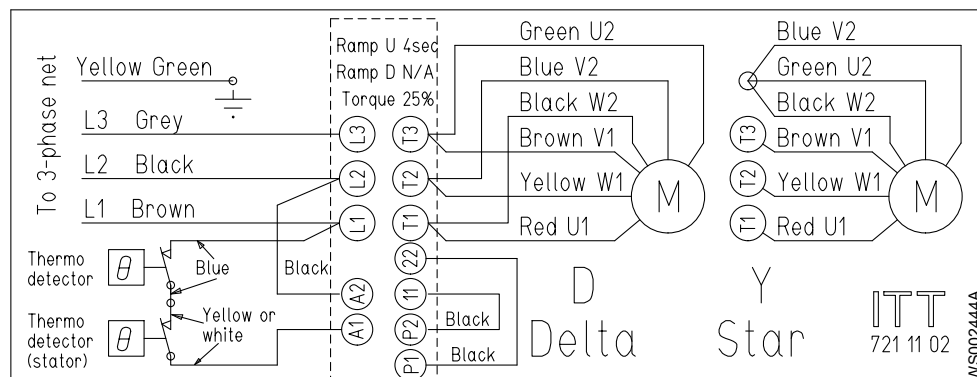 To 3-phase net
Yellow Green
L3 Grey
L2 Black
L1 Brown
Thermo
detector
θ
Blue
Thermo
detector
(stator)
θ
Yellow or
white
Black
Ramp U 4sec
Ramp D N/A
Torque 25%
L3
T3
L2
T2
L1
T1
22
A2
11
A1
P2
P1
Black
Black
Green U2
Blue V2
Black W2
Brown V1
Yellow W1
Red U1
M
D
Delta
Blue V2
Green U2
Black W2
T3
Brown V1
T2
Yellow W1
T1
Red U1
M
Y
Star
ITT
721 11 02
WS002444A